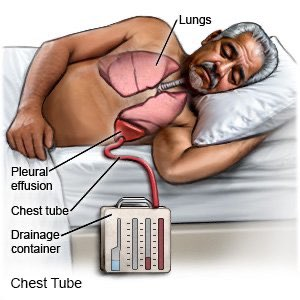 Lungs
Pleural
effusion
Chest tube
Drainage
container
Chest Tube